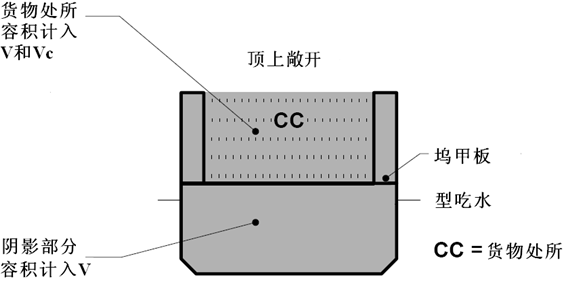 货物处所
容积计入
V和Vc
顶上敞开
CC
坞甲板
型吃水
阴影部分
容积计入V
CC = 货物处所